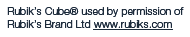 Rubik's Cube® used by permission of
Rubik's Brand Ltd www.rubiks.com